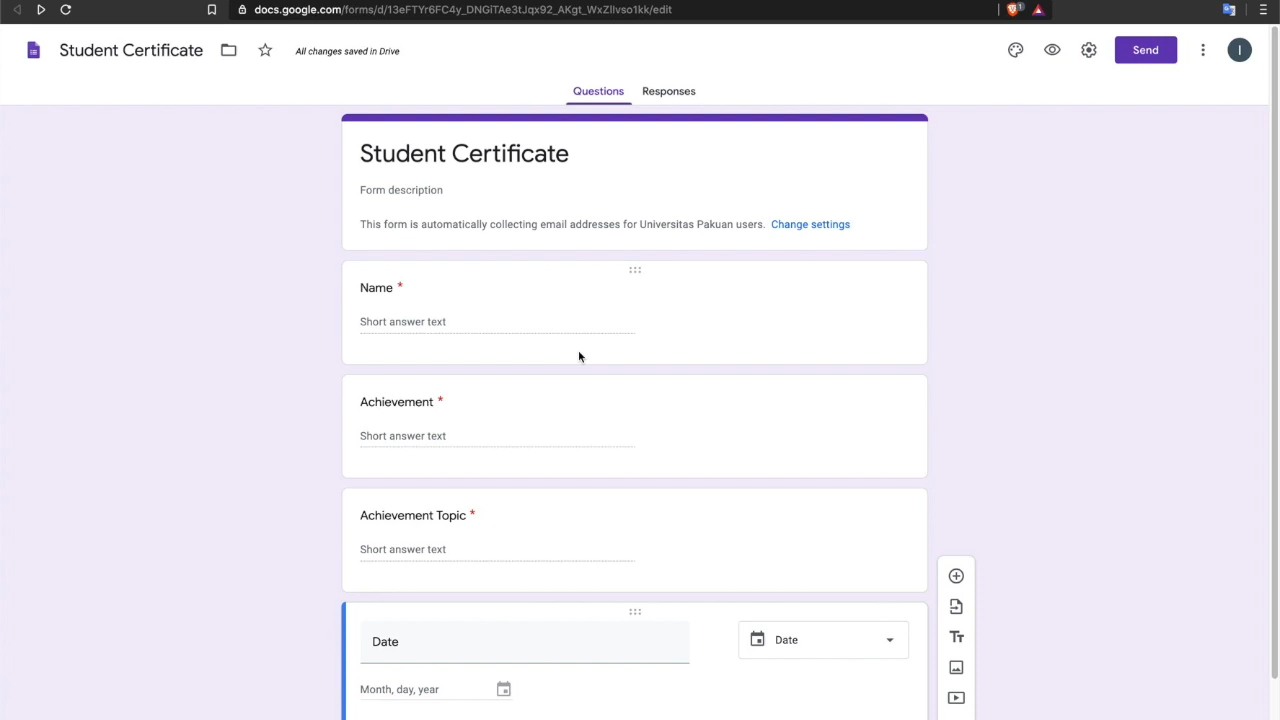 docs.google.com/forms/d/13eFTYr6FC4y_DNGiTAe3tJqx92_AKgt_WxZIlvso1kk/edit
1
Student Certificate
All changes saved in Drive
Send
I
Questions
Responses
Student Certificate
Form description
This form is automatically collecting email addresses for Universitas Pakuan users. Change settings
Name *
Short answer text
Achievement *
Short answer text
Achievement Topic *
Short answer text
Date
Date
Month, day, year
Tт